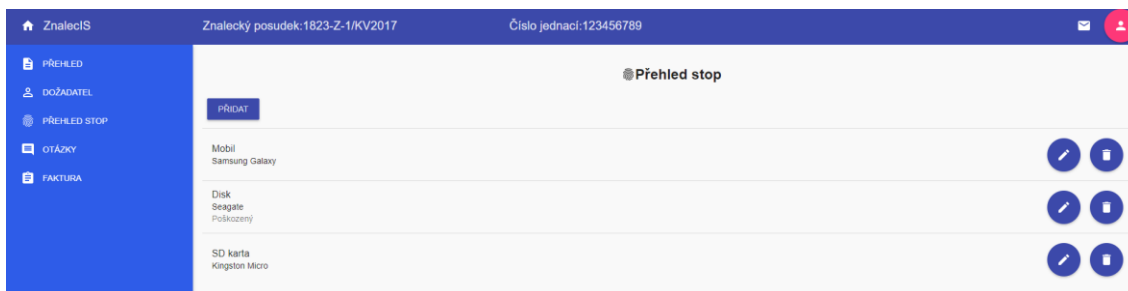 ZnalecIS
Znalecký posudek:1823-Z-1/KV2017
Číslo jednací:123456789
PŘEHLED
DOŽADATEL
PŘEHLED STOP
OTÁZKY
FAKTURA
Přehled stop
PŘIDAT
Mobil
Samsung Galaxy
Disk
Seagate
Poškozený
SD karta
Kingston Micro